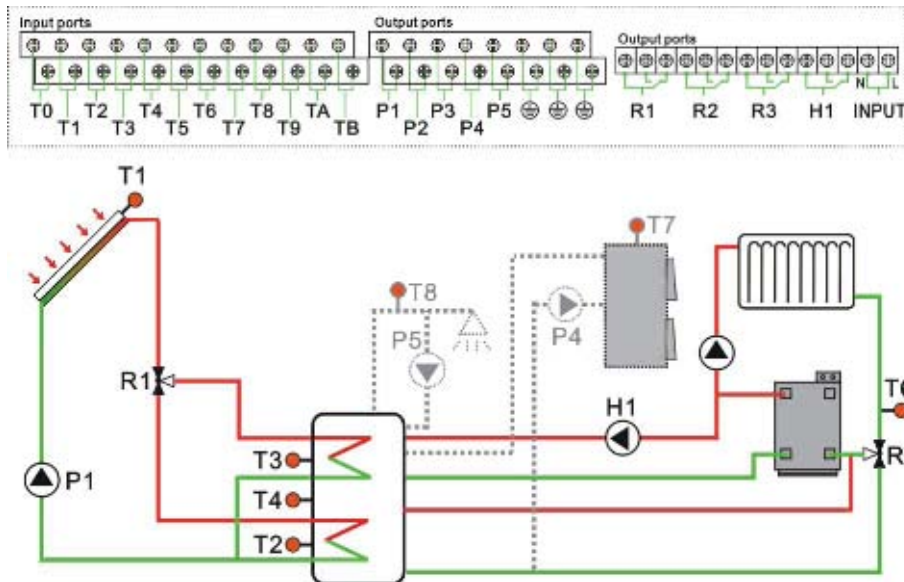 Input ports
Output ports
Output ports
T0 T2 T4 T6 T8 TA
T1 T3 T5 T7 T9 TB
P1 P3 P5
P2 P4
R1 R2 R3 H1 INPUT
N L
T1
T7
T8
P5
P4
R1
T6
H1
T3
R
P1
T4
T2